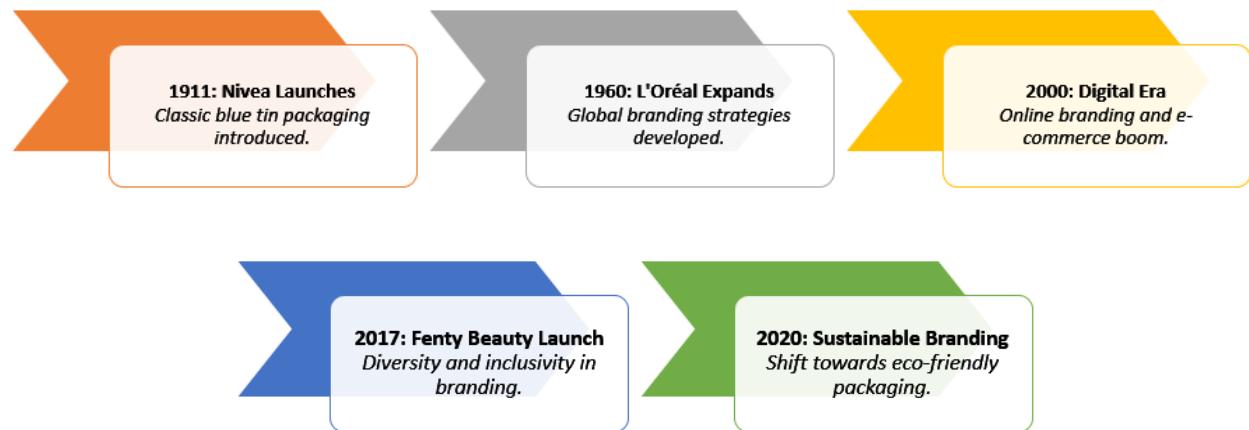 1911: Nivea Launches
Classic blue tin packaging
introduced.
1960: L'Oréal Expands
Global branding strategies
developed.
2000: Digital Era
Online branding and e-
commerce boom.
2017: Fenty Beauty Launch
Diversity and inclusivity in
branding.
2020: Sustainable Branding
Shift towards eco-friendly
packaging.